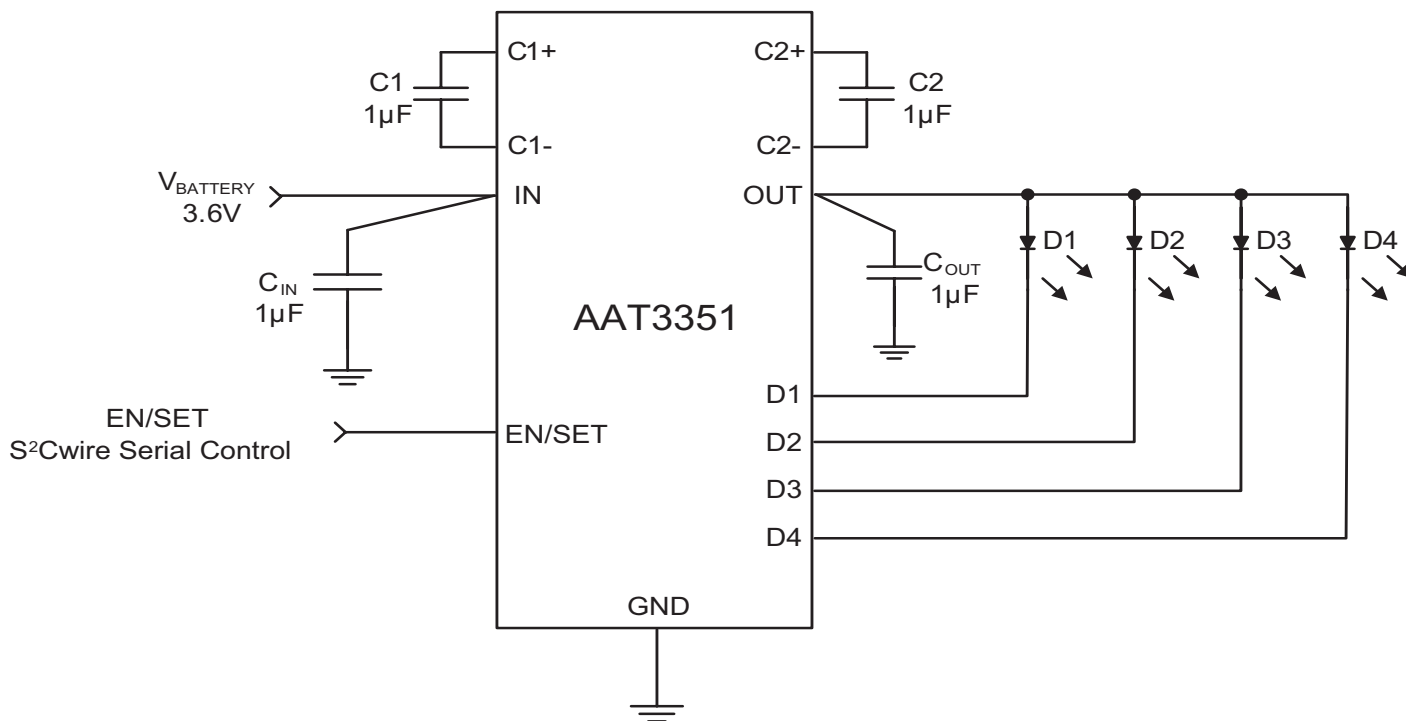 C1+
C2+
C1
1µF
C2
1µF
C1-
C2-
VBATTERY
3.6V
IN
OUT
D1
D2
D3
D4
CIN
1µF
COUT
1µF
AAT3351
D1
EN/SET
S²Cwire Serial Control
EN/SET
D2
D3
D4
GND